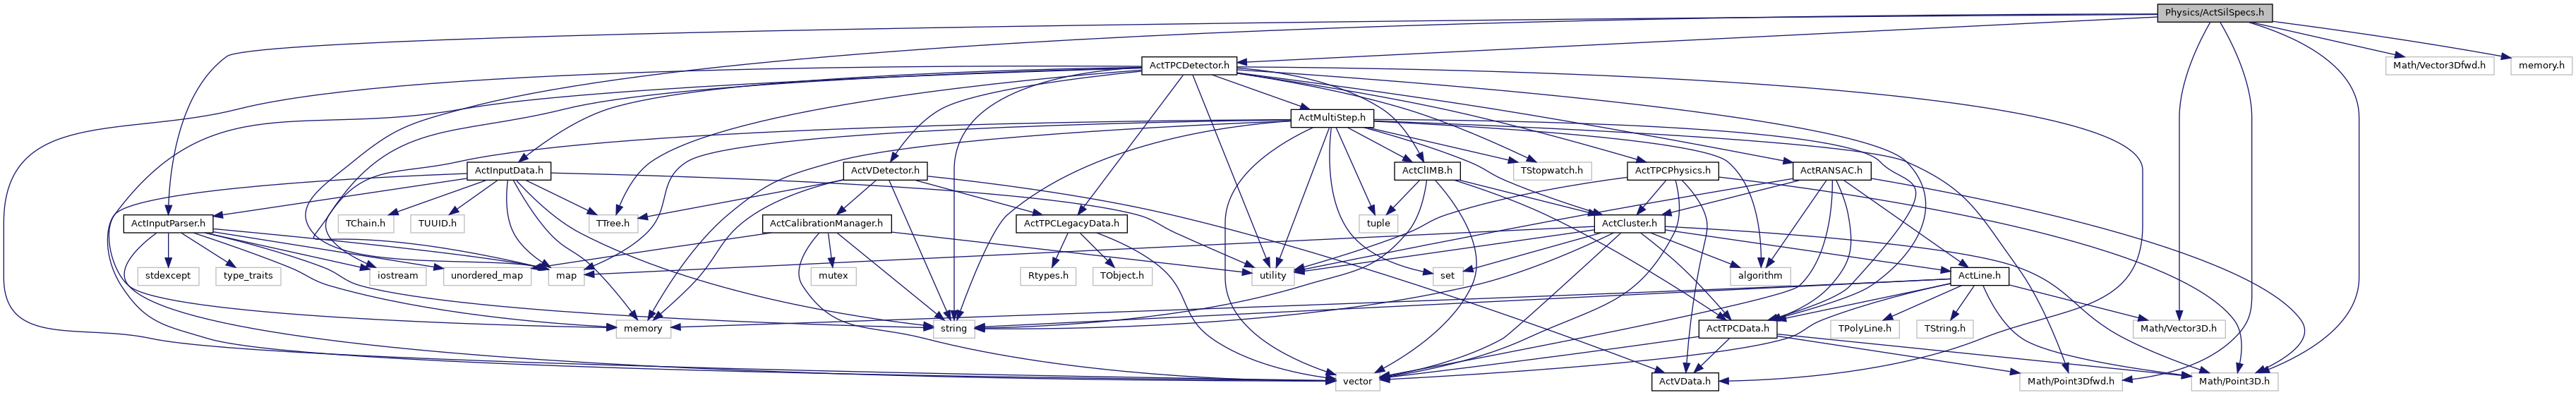 Physics/ActSilSpecs.h
ActTPCDetector.h
Math/Vector3Dfwd.h
memory.h
ActMultiStep.h
ActInputData.h
ActVDetector.h
ActClIMB.h
TStopwatch.h
ActTPCPhysics.h
ActRANSAC.h
ActInputParser.h
TChain.h
TUUID.h
TTree.h
ActCalibrationManager.h
ActTPCLegacyData.h
tuple
ActCluster.h
stdexcept
type_traits
iostream
unordered_map
map
mutex
Rtypes.h
TObject.h
utility
set
algorithm
ActLine.h
memory
string
ActTPCData.h
TPolyLine.h
TString.h
Math/Vector3D.h
vector
ActVData.h
Math/Point3Dfwd.h
Math/Point3D.h